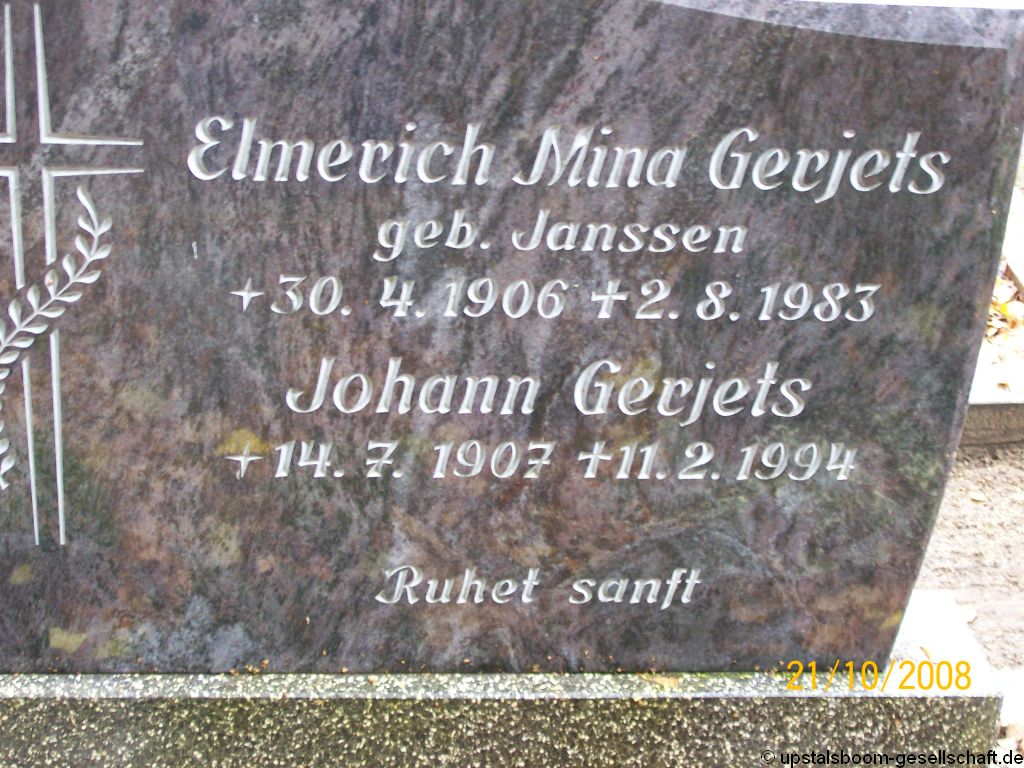 Elmerich Mina Gerjets
geb. Janssen
+30. 4. 1906 +2. 8. 1983
Johann Gerjets
+14. 7. 1907 +11. 2. 1994
Ruhet sanft
21/10/2008
© upstalsboom-gesellschaft.de